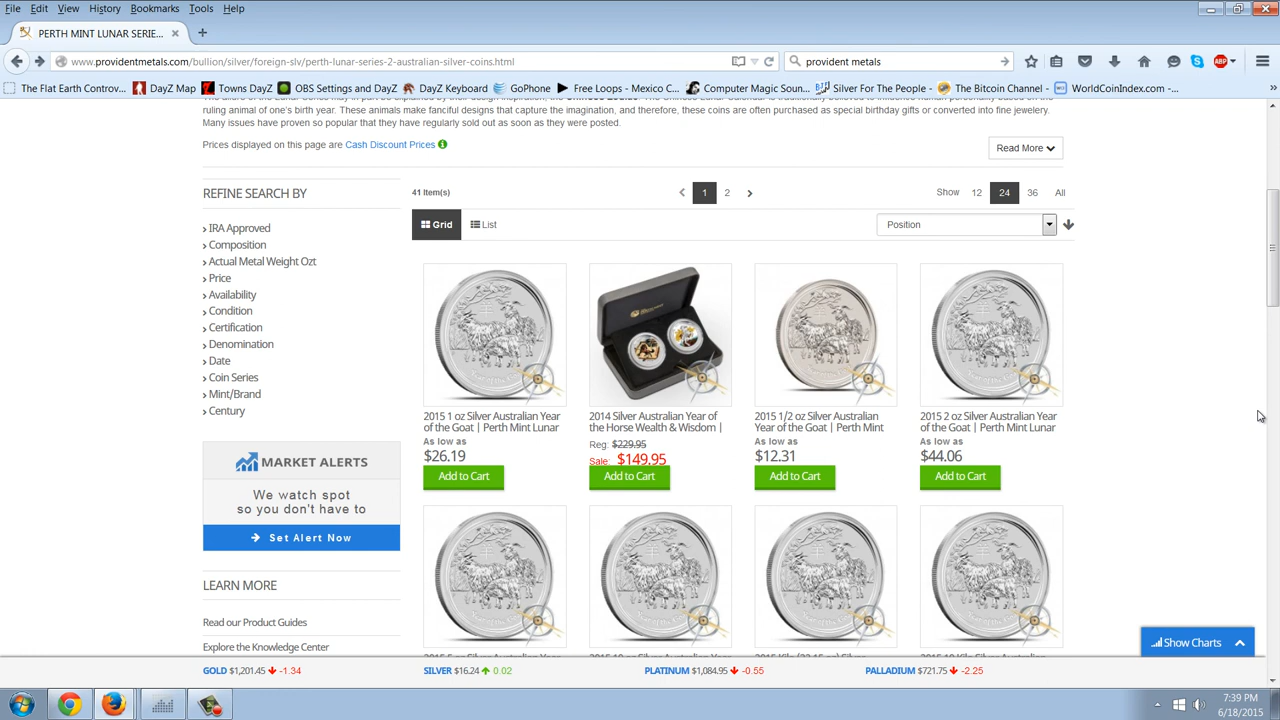 File Edit View History Bookmarks Tools Help
PERTH MINT LUNAR SERIE...
www.providentmetals.com/bullion/silver/foreign-slv/perth-lunar-series-2-australian-silver-coins.html
provident metals
ABP
The Flat Earth Controv... DayZ Map Towns DayZ OBS Settings and DayZ DayZ Keyboard GoPhone Free Loops - Mexico C... Computer Magic Soun... Silver For The People - ... The Bitcoin Channel - ... WorldCoinIndex.com -...
ruling animal of one's birth year. These animals make fanciful designs that capture the imagination, and therefore, these coins are often purchased as special birthday gifts or converted into fine jewelery.
Many issues have proven so popular that they have regularly sold out as soon as they were posted.
Prices displayed on this page are Cash Discount Prices
Read More
REFINE SEARCH BY
IRA Approved
Composition
Actual Metal Weight Ozt
Price
Availability
Condition
Certification
Denomination
Date
Coin Series
Mint/Brand
Century
MARKET ALERTS
We watch spot
so you don't have to
Set Alert Now
LEARN MORE
Read our Product Guides
Explore the Knowledge Center
41 Item(s)
1 2
Show 12 24 36 All
Grid List
Position
2015 1 oz Silver Australian Year
of the Goat | Perth Mint Lunar
As low as
$26.19
Add to Cart
2014 Silver Australian Year of
the Horse Wealth & Wisdom |
Reg: $229.95
Sale: $149.95
Add to Cart
2015 1/2 oz Silver Australian
Year of the Goat | Perth Mint
As low as
$12.31
Add to Cart
2015 2 oz Silver Australian Year
of the Goat | Perth Mint Lunar
As low as
$44.06
Add to Cart
Show Charts
GOLD $1,201.45 -1.34
SILVER $16.24 0.02
PLATINUM $1,084.95 -0.55
PALLADIUM $721.75 -2.25
7:39 PM
6/18/2015